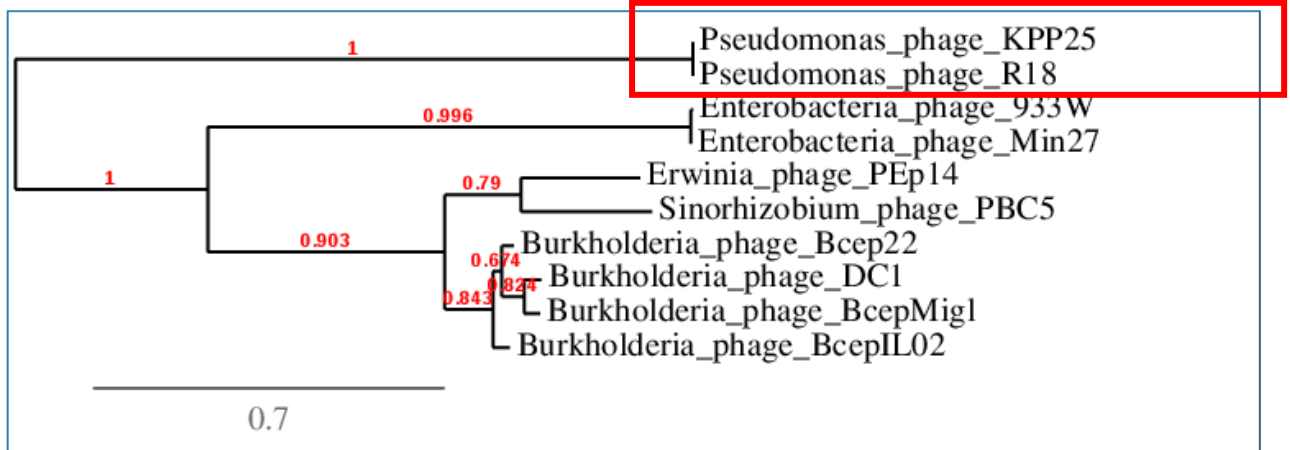 1
Pseudomonas_phage_KPP25
Pseudomonas_phage_R18
0.996
Enterobacteria_phage_933W
Enterobacteria_phage_Min27
1
0.79
Erwinia_phage_PEp14
Sinorhizobium_phage_PBC5
0.903
Burkholderia_phage_Bcep22
0.674
Burkholderia_phage_DC1
0.824
0.843
Burkholderia_phage_BcepMigl
Burkholderia_phage_BcepIL02
0.7